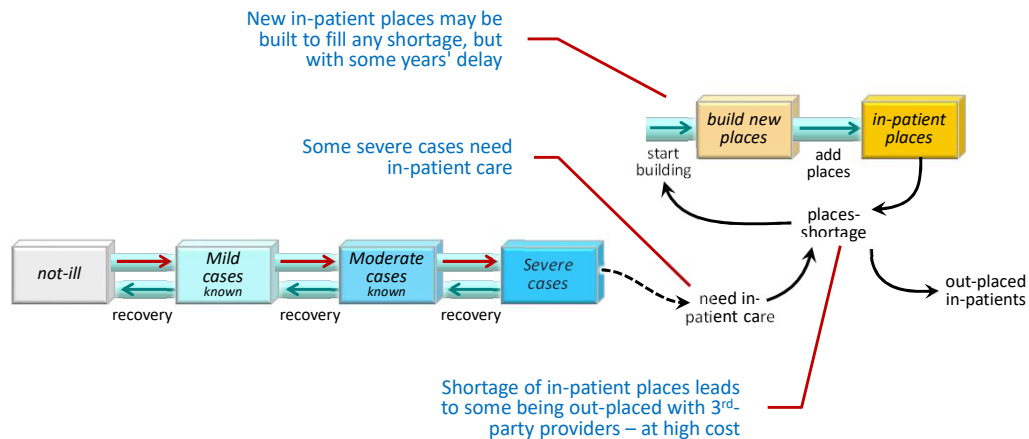 New in-patient places may be
built to fill any shortage, but
with some years' delay
build new
places
in-patient
places
start
building
add
places
Some severe cases need
in-patient care
places-
shortage
not-ill
Mild
cases
known
Moderate
cases
known
Severe
cases
need in-
patient care
out-placed
in-patients
recovery
recovery
recovery
Shortage of in-patient places leads
to some being out-placed with 3rd-
party providers – at high cost